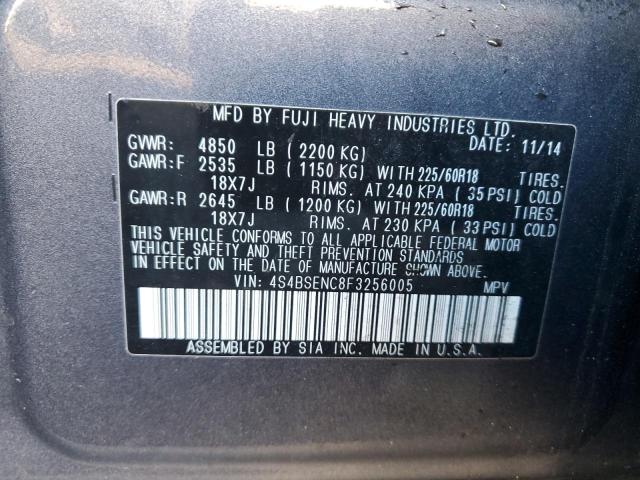 MFD BY FUJI HEAVY INDUSTRIES LTD.
GVWR: 4850 LB ( 2200 KG) DATE: 11/14
GAWR:F 2535 LB ( 1150 KG) WITH 225/60R18 TIRES.
18X7J RIMS. AT 240 KPA ( 35 PSI) COLD
GAWR:R 2645 LB ( 1200 KG) WITH 225/60R18 TIRES.
18X7J RIMS. AT 230 KPA ( 33 PSI) COLD
THIS VEHICLE CONFORMS TO ALL APPLICABLE FEDERAL MOTOR
VEHICLE SAFETY AND THEFT PREVENTION STANDARDS
IN EFFECT ON THE DATE OF MANUFACTURE SHOWN ABOVE.
VIN: 4S4BSENC8F3256005 MPV
ASSEMBLED BY SIA INC. MADE IN U.S.A.